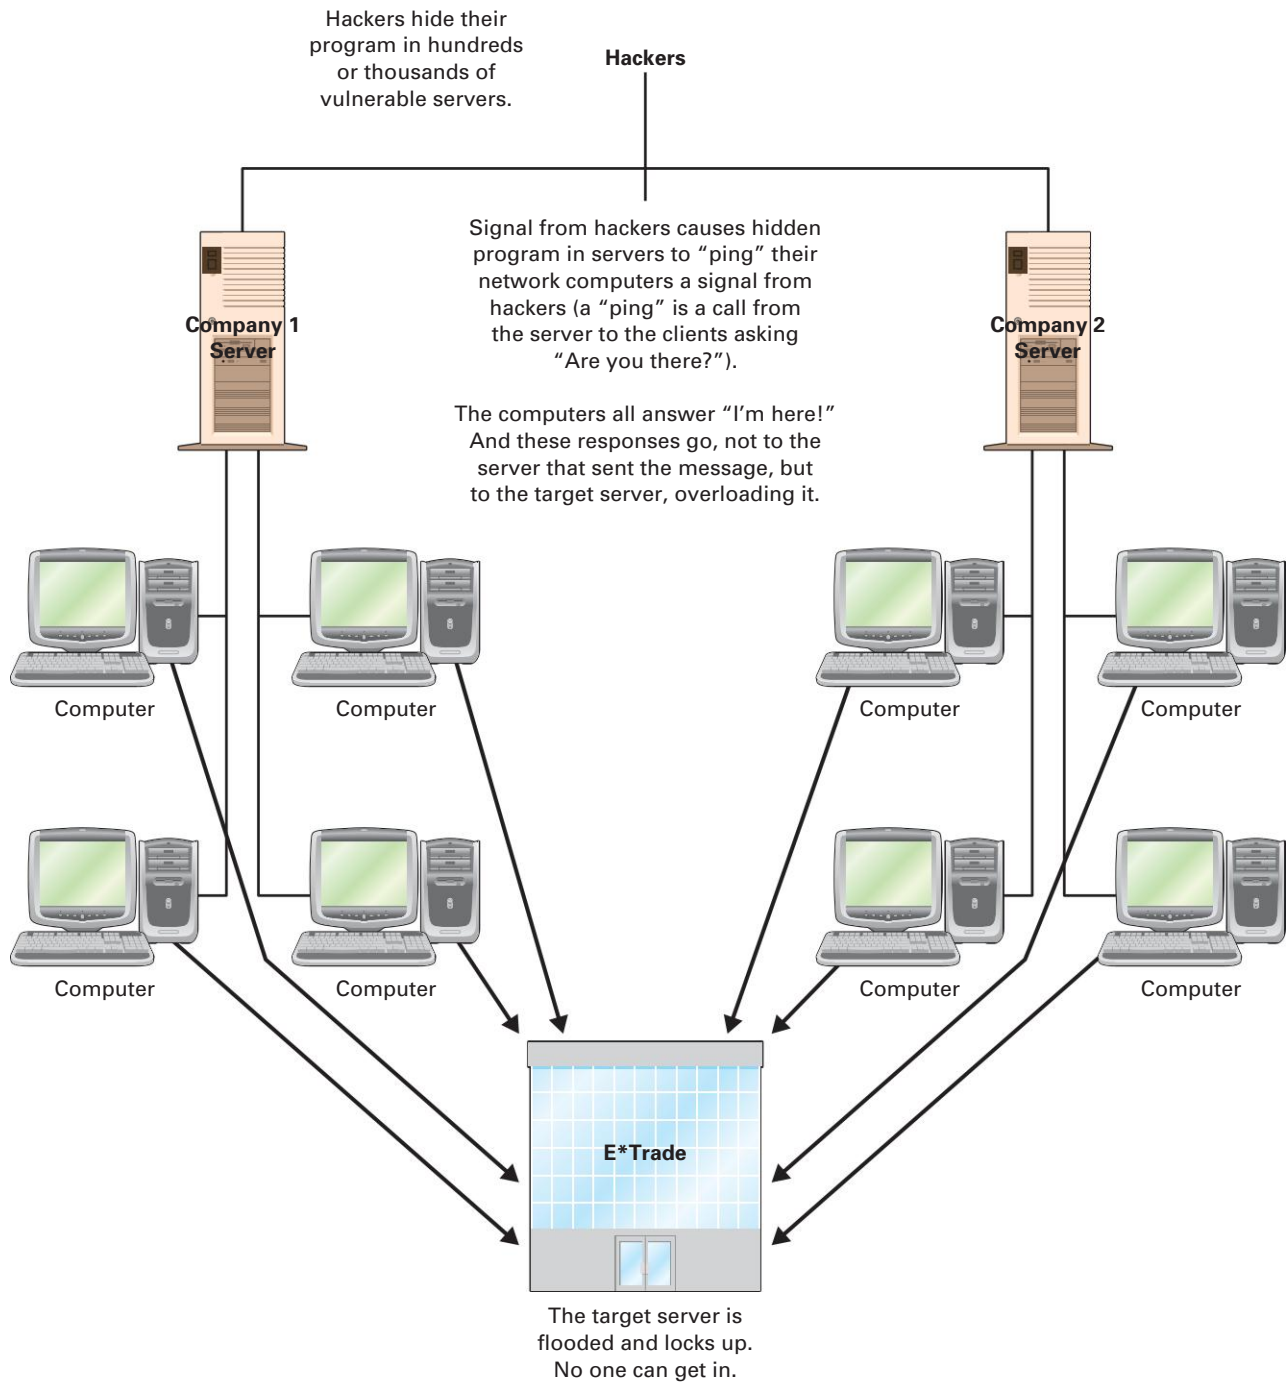 Hackers hide their
program in hundreds
or thousands of
vulnerable servers.
Hackers
Signal from hackers causes hidden
program in servers to “ping” their
network computers a signal from
hackers (a “ping” is a call from
the server to the clients asking
“Are you there?”).
The computers all answer “I’m here!”
And these responses go, not to the
server that sent the message, but
to the target server, overloading it.
Company 1
Server
Company 2
Server
Computer
Computer
Computer
Computer
Computer
Computer
Computer
Computer
E*Trade
The target server is
flooded and locks up.
No one can get in.